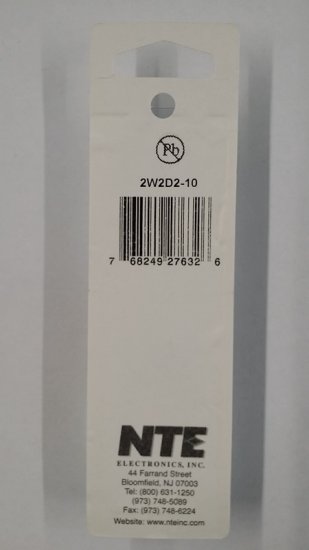 Pb
2W2D2-10
7 68249 27632 6
NTE
ELECTRONICS, INC.
44 Farrand Street
Bloomfield, NJ 07003
Tel: (800) 631-1250
(973) 748-5089
Fax: (973) 748-6224
Website: www.nteinc.com